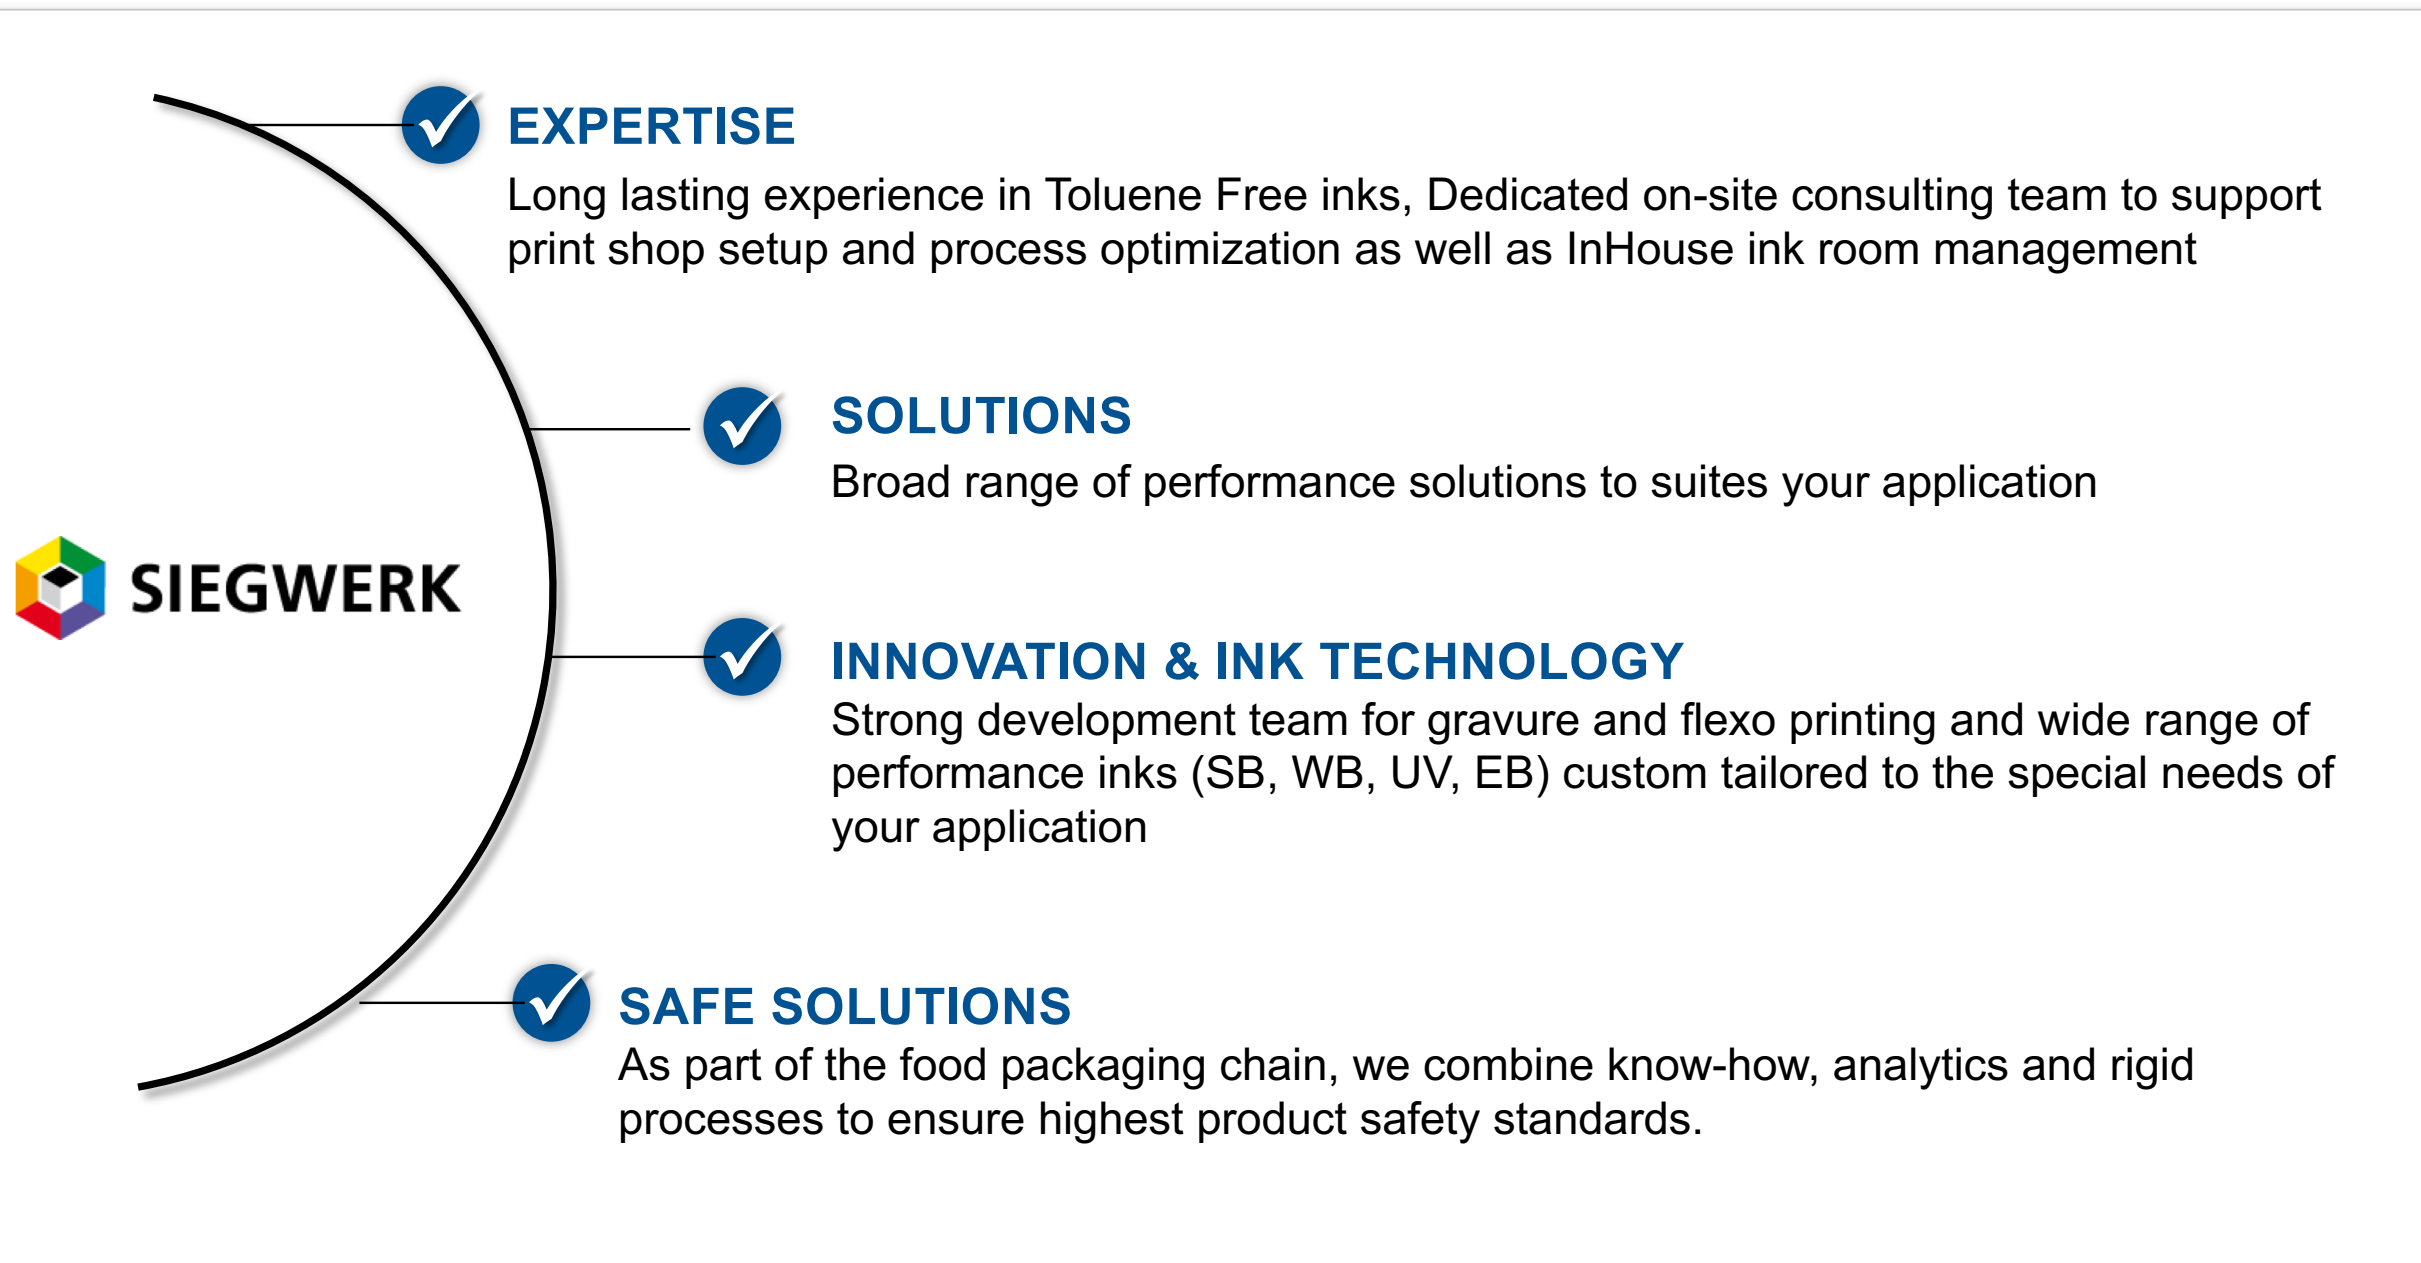 EXPERTISE
Long lasting experience in Toluene Free inks, Dedicated on-site consulting team to support
print shop setup and process optimization as well as InHouse ink room management
SOLUTIONS
Broad range of performance solutions to suites your application
SIEGWERK
INNOVATION & INK TECHNOLOGY
Strong development team for gravure and flexo printing and wide range of
performance inks (SB, WB, UV, EB) custom tailored to the special needs of
your application
SAFE SOLUTIONS
As part of the food packaging chain, we combine know-how, analytics and rigid
processes to ensure highest product safety standards.